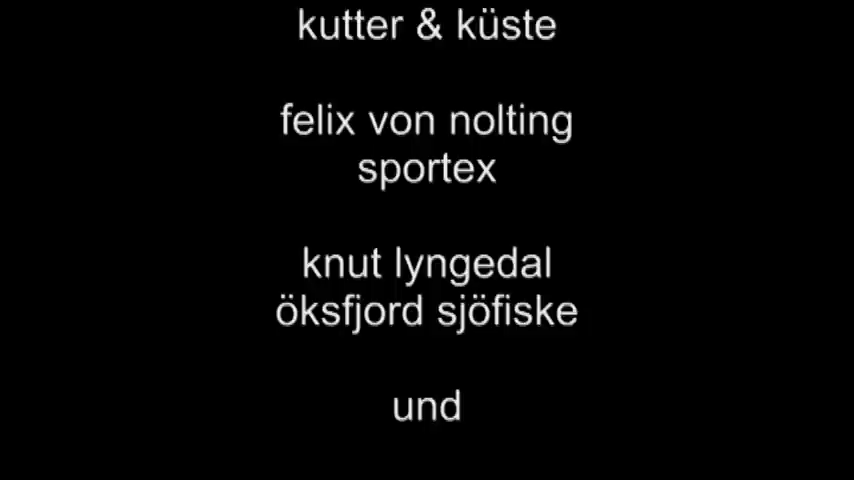 kutter & küste
felix von nolting
sportex
knut lyngedal
öksfjord sjöfiske
und